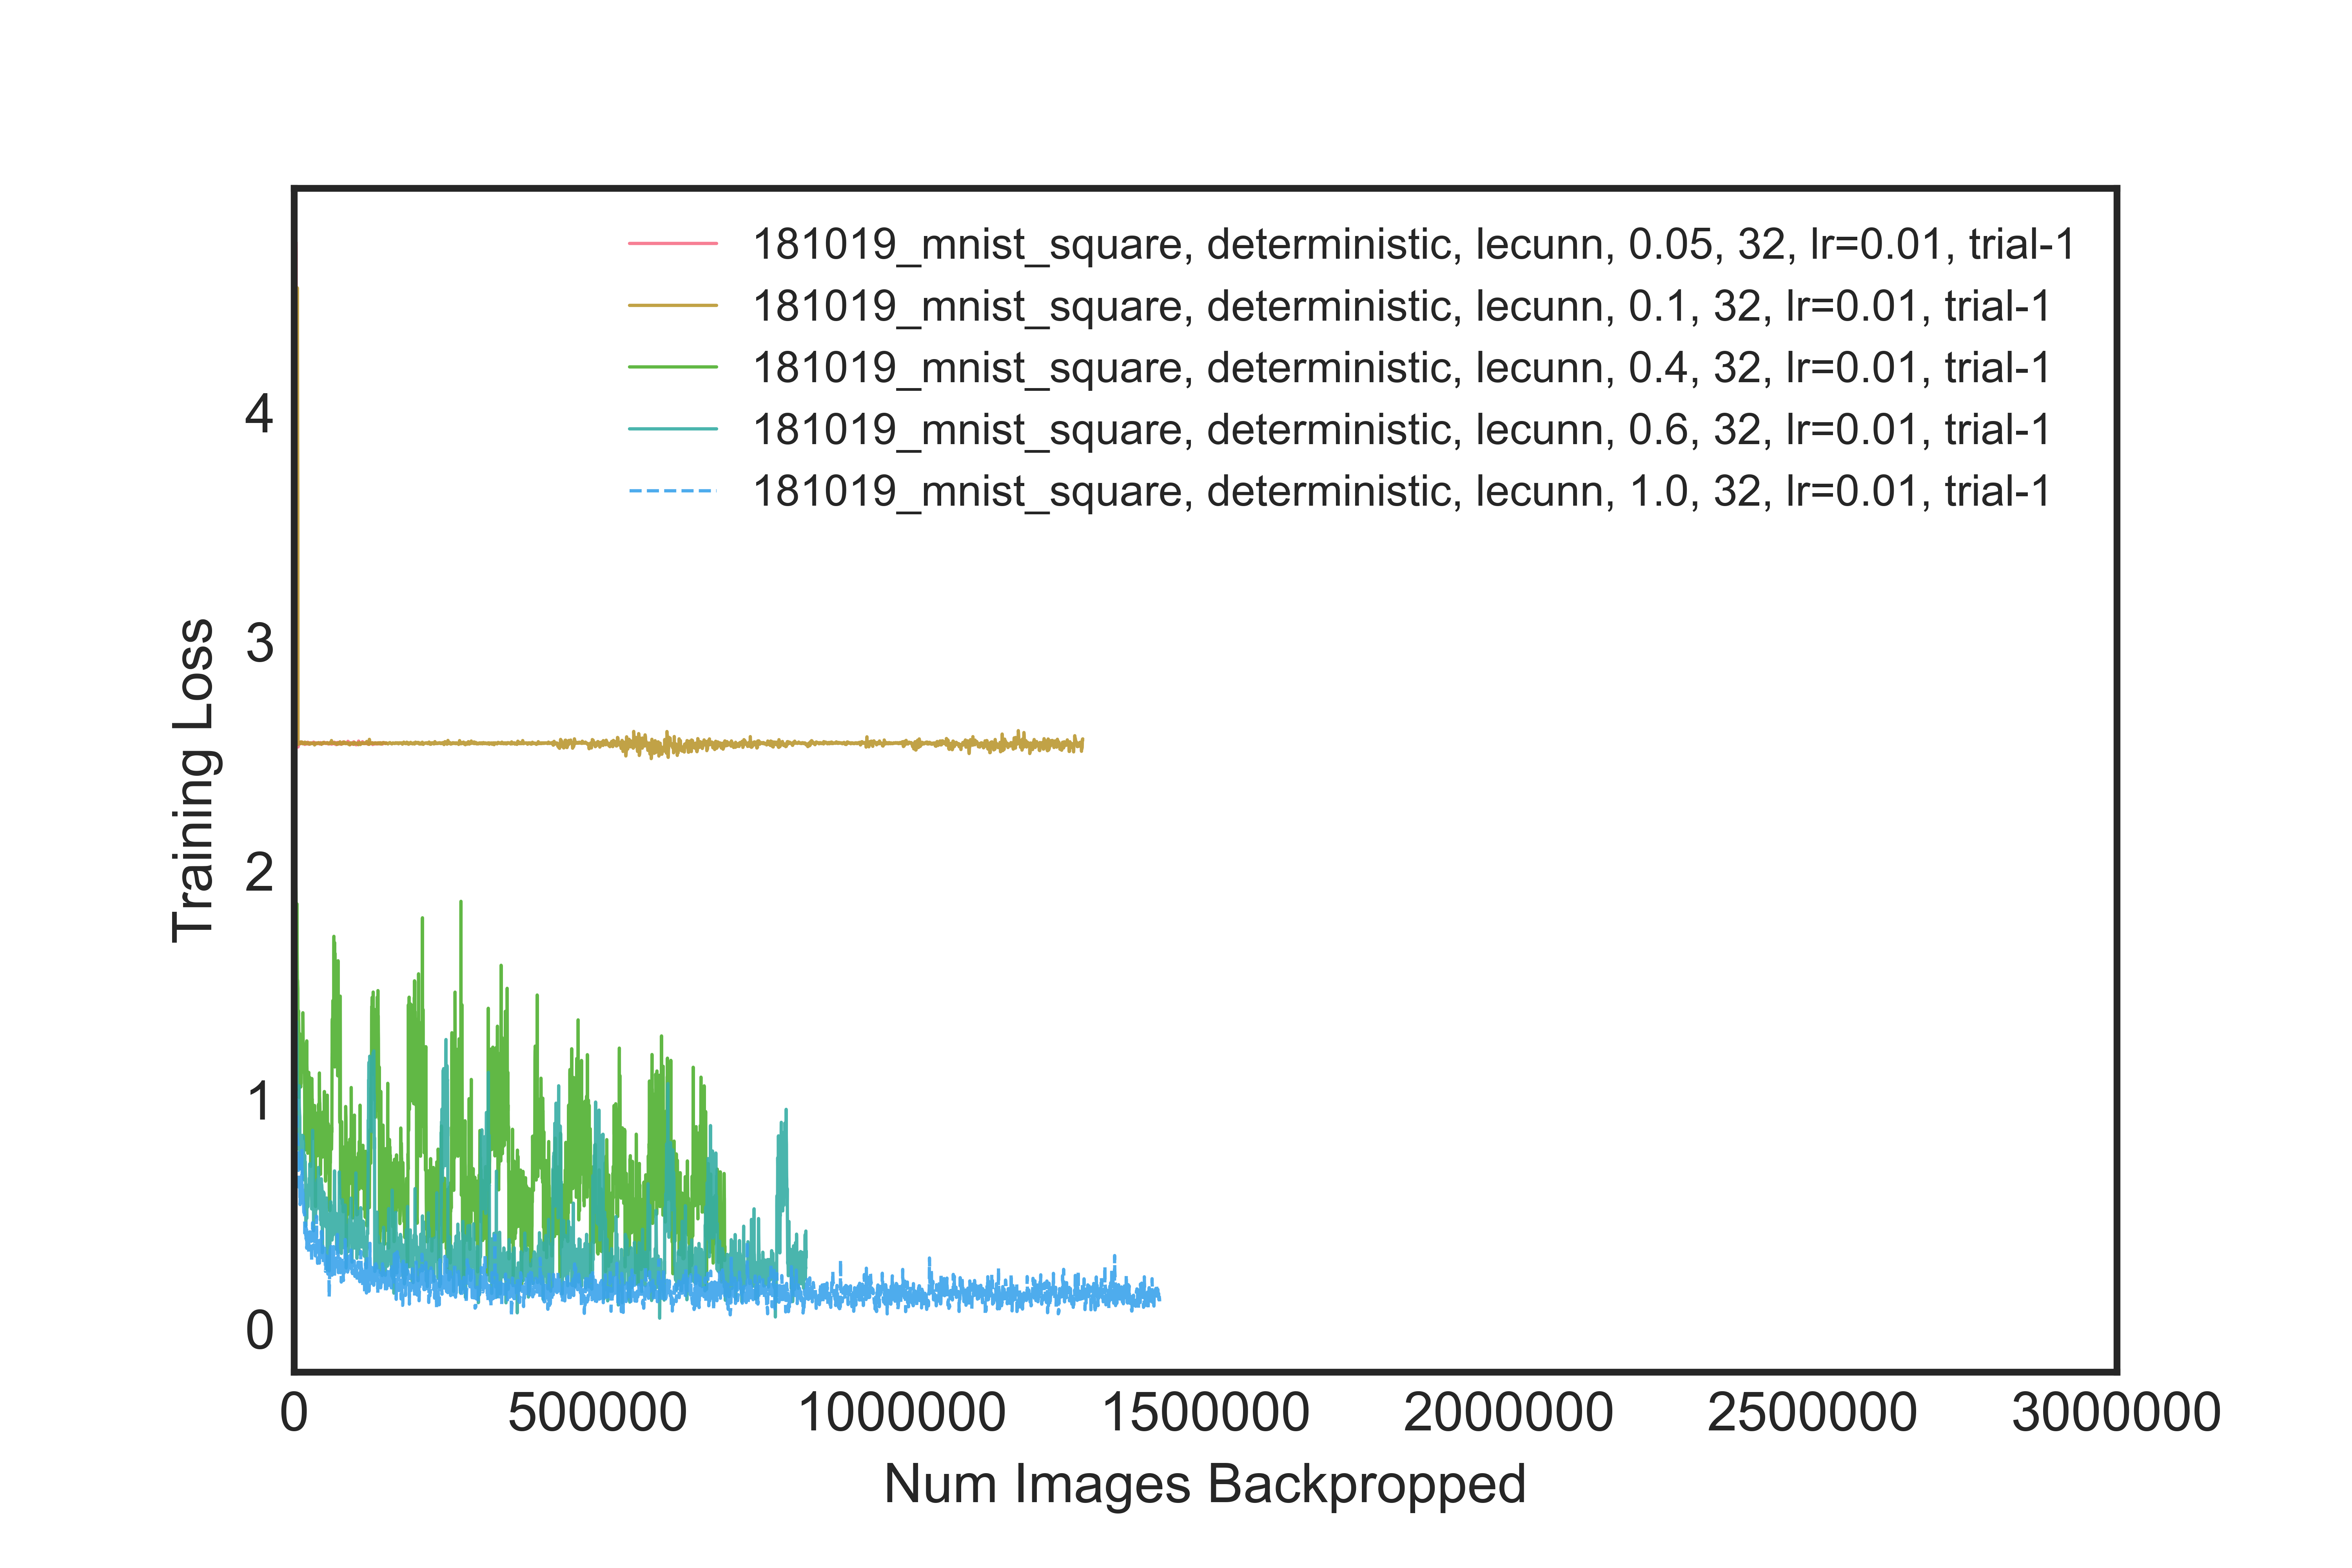 181019_mnist_square, deterministic, lecunn, 0.05, 32, lr=0.01, trial-1
181019_mnist_square, deterministic, lecunn, 0.1, 32, lr=0.01, trial-1
181019_mnist_square, deterministic, lecunn, 0.4, 32, lr=0.01, trial-1
181019_mnist_square, deterministic, lecunn, 0.6, 32, lr=0.01, trial-1
181019_mnist_square, deterministic, lecunn, 1.0, 32, lr=0.01, trial-1
Training Loss
4
3
2
1
0
0 500000 1000000 1500000 2000000 2500000 3000000
Num Images Backpropped